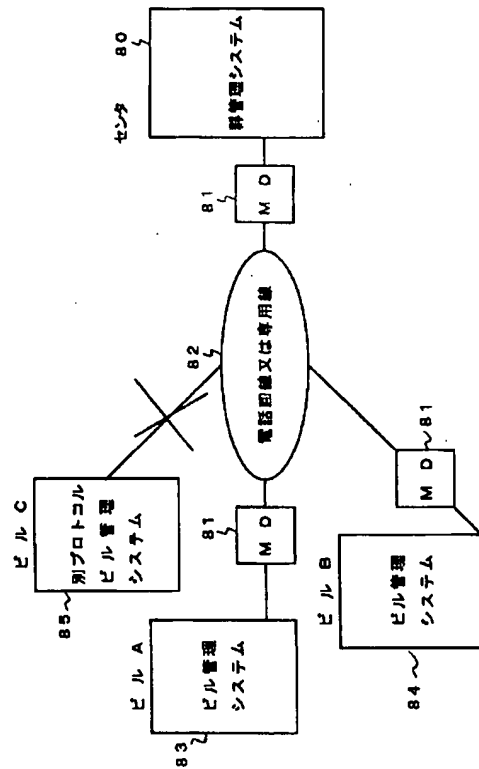 センタ
80
群管理システム
81
M D
82
電話回線又は専用線
ビル C
別プロトコル
ビル管理
システム
85
81
M D
ビル A
ビル管理
システム
83
M D
81
ビル B
ビル管理
システム
84